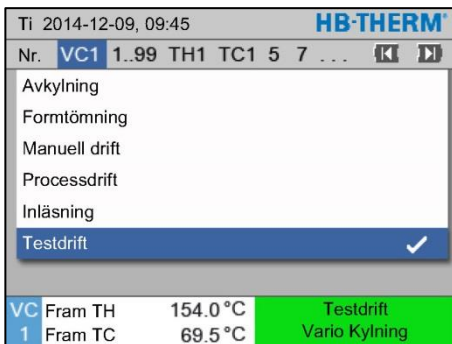 Ti 2014-12-09, 09:45 HB-THERM®
Nr. VC1 1..99 TH1 TC1 5 7 ...
Avkylning
Formtömning
Manuell drift
Processdrift
Inläsning
Testdrift
VC Fram TH 154.0 °C Testdrift
1 Fram TC 69.5 °C Vario Kylning